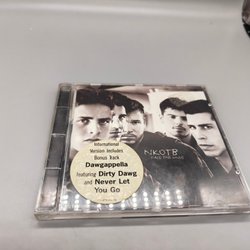 NKOTB
FACE THE MUSIC
International
Version Includes
Bonus Track
Dawgappella
Featuring Dirty Dawg
and Never Let
You Go